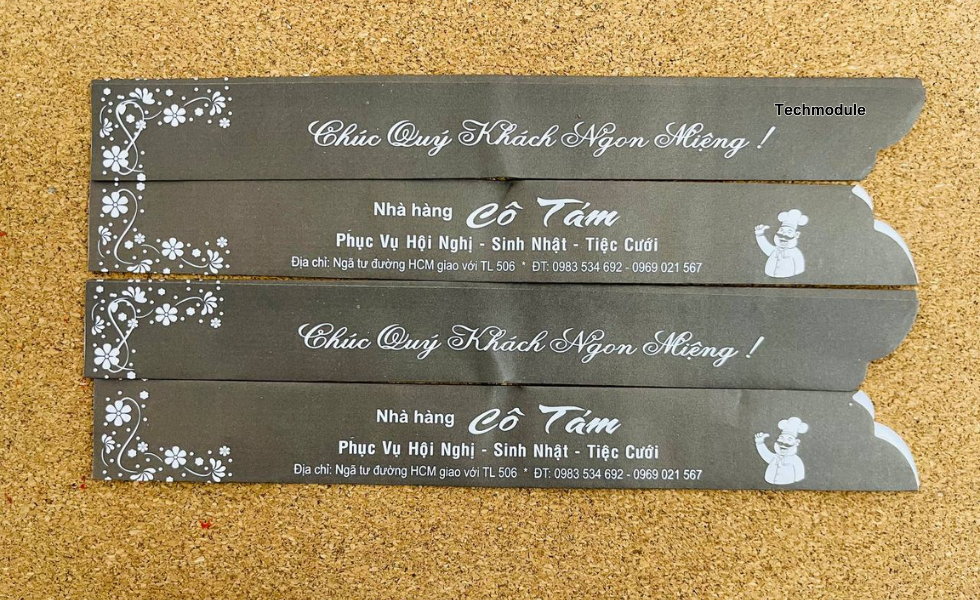 Techmodule
Chúc Quý Khách Ngon Miệng !
Nhà hàng Cô Tám
Phục Vụ Hội Nghị - Sinh Nhật - Tiệc Cưới
Địa chỉ: Ngã tư đường HCM giao với TL 506 * ĐT: 0983 534 692 - 0969 021 567
Chúc Quý Khách Ngon Miệng !
Nhà hàng Cô Tám
Phục Vụ Hội Nghị - Sinh Nhật - Tiệc Cưới
Địa chỉ: Ngã tư đường HCM giao với TL 506 * ĐT: 0983 534 692 - 0969 021 567